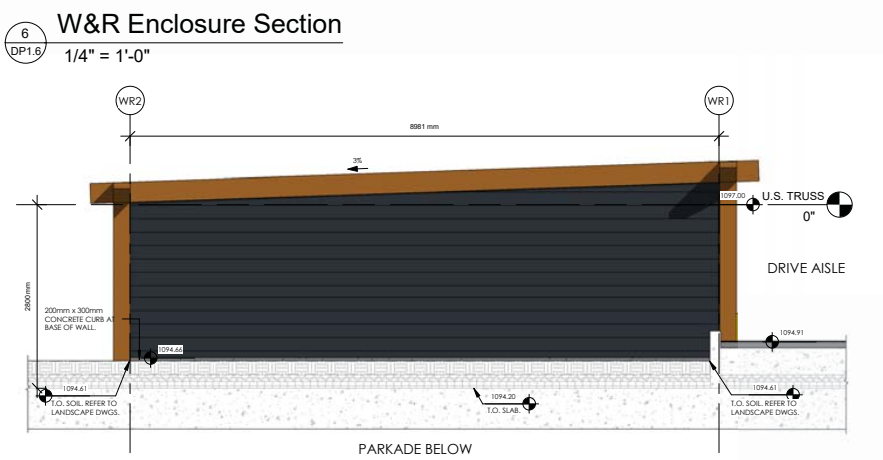 6
DP1.6
W&R Enclosure Section
1/4" = 1'-0"
WR2
WR1
8981 mm
3%
1097.00
U.S. TRUSS
0"
DRIVE AISLE
2800 mm
200mm x 300mm
CONCRETE CURB AT
BASE OF WALL.
1094.66
1094.91
1094.61
T.O. SOIL. REFER TO
LANDSCAPE DWGS.
1094.20
T.O. SLAB.
1094.61
T.O. SOIL. REFER TO
LANDSCAPE DWGS.
PARKADE BELOW